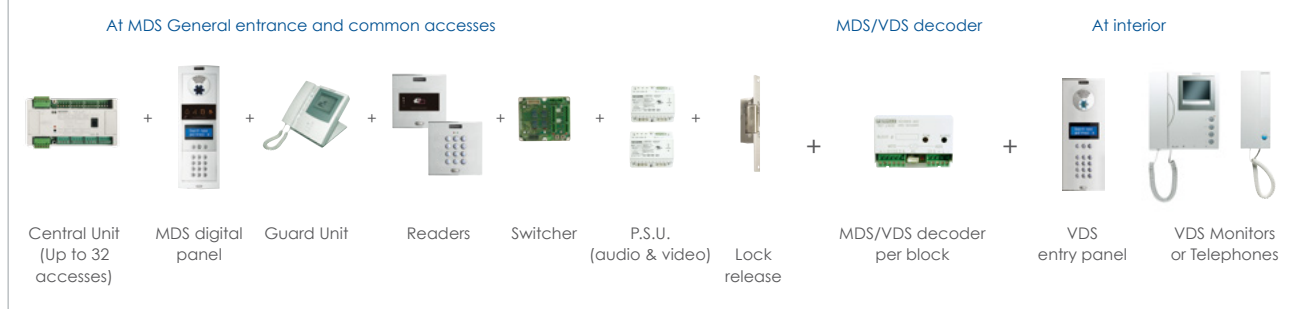 At MDS General entrance and common accesses
MDS/VDS decoder
At interior
+
+
+
+
+
+
+
+
Central Unit
(Up to 32
accesses)
MDS digital
panel
Guard Unit
Readers
Switcher
P.S.U.
(audio & video)
Lock
release
MDS/VDS decoder
per block
VDS
entry panel
VDS Monitors
or Telephones